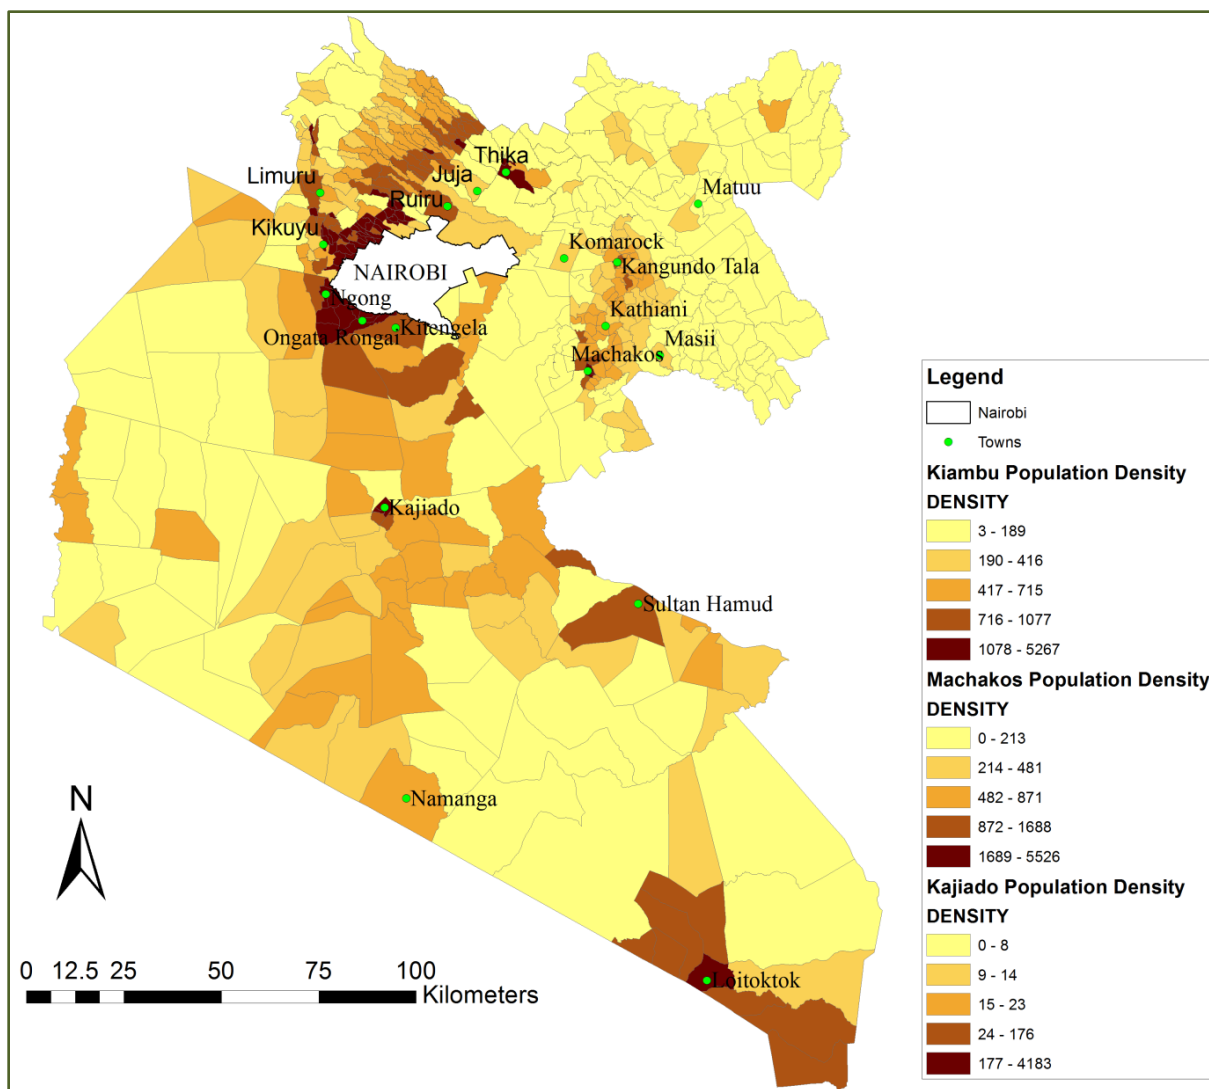 Thika
Limuru
Juja
Ruiru
Matuu
Kikuyu
Komarock
NAIROBI
Kangundo Tala
Ngong
Kathiani
Ongata Rongai
Kitengela
Masii
Machakos
Kajiado
Sultan Hamud
Namanga
Loitoktok
N
0 12.5 25 50 75 100
Kilometers
Legend
Nairobi
Towns
Kiambu Population Density
DENSITY
3 - 189
190 - 416
417 - 715
716 - 1077
1078 - 5267
Machakos Population Density
DENSITY
0 - 213
214 - 481
482 - 871
872 - 1688
1689 - 5526
Kajiado Population Density
DENSITY
0 - 8
9 - 14
15 - 23
24 - 176
177 - 4183